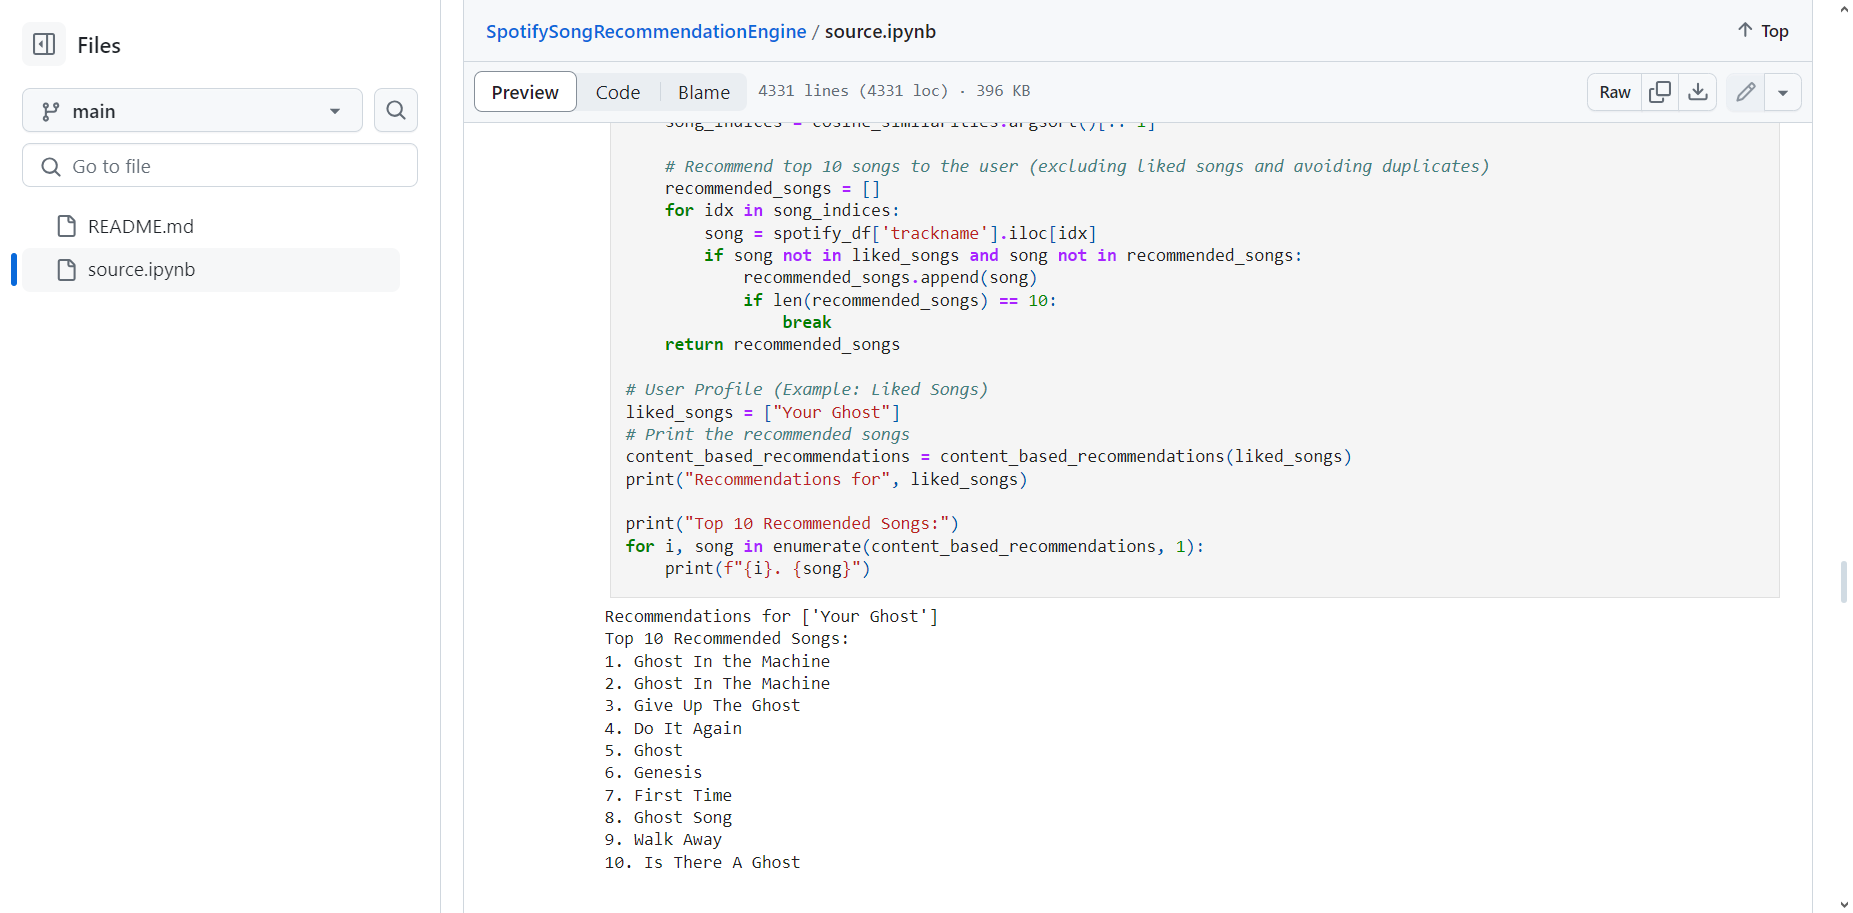 Files
main
Go to file
README.md
source.ipynb
SpotifySongRecommendationEngine / source.ipynb
Top
Preview Code Blame 4331 lines (4331 loc) · 396 KB
Raw
song_indices = cosine_similarities.argsort()[::-1]
# Recommend top 10 songs to the user (excluding liked songs and avoiding duplicates)
recommended_songs = []
for idx in song_indices:
song = spotify_df['trackname'].iloc[idx]
if song not in liked_songs and song not in recommended_songs:
recommended_songs.append(song)
if len(recommended_songs) == 10:
break
return recommended_songs
# User Profile (Example: Liked Songs)
liked_songs = ["Your Ghost"]
# Print the recommended songs
content_based_recommendations = content_based_recommendations(liked_songs)
print("Recommendations for", liked_songs)
print("Top 10 Recommended Songs:")
for i, song in enumerate(content_based_recommendations, 1):
print(f"{i}. {song}")
Recommendations for ['Your Ghost']
Top 10 Recommended Songs:
1. Ghost In the Machine
2. Ghost In The Machine
3. Give Up The Ghost
4. Do It Again
5. Ghost
6. Genesis
7. First Time
8. Ghost Song
9. Walk Away
10. Is There A Ghost